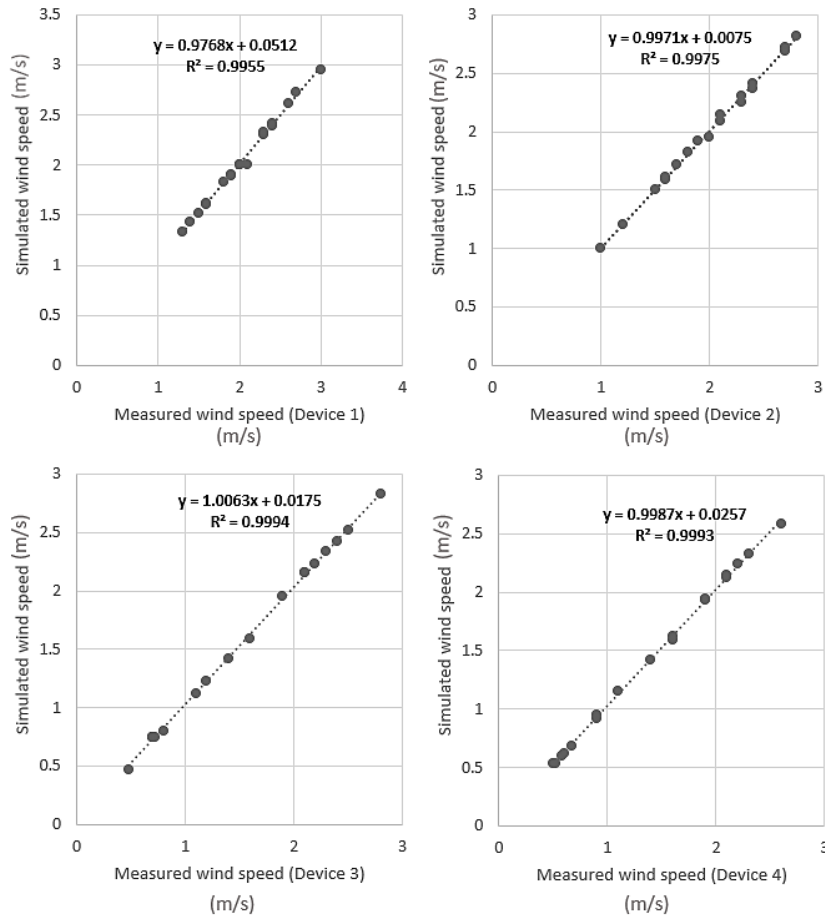 y = 0.9768x + 0.0512
R² = 0.9955
Simulated wind speed (m/s)
3.5
3
2.5
2
1.5
1
0.5
0
0 1 2 3 4
Measured wind speed (Device 1)
(m/s)
y = 0.9971x + 0.0075
R² = 0.9975
Simulated wind speed (m/s)
3
2.5
2
1.5
1
0.5
0
0 1 2 3
Measured wind speed (Device 2)
(m/s)
y = 1.0063x + 0.0175
R² = 0.9994
Simulated wind speed (m/s)
3
2.5
2
1.5
1
0.5
0
0 1 2 3
Measured wind speed (Device 3)
(m/s)
y = 0.9987x + 0.0257
R² = 0.9993
Simulated wind speed (m/s)
3
2.5
2
1.5
1
0.5
0
0 1 2 3
Measured wind speed (Device 4)
(m/s)